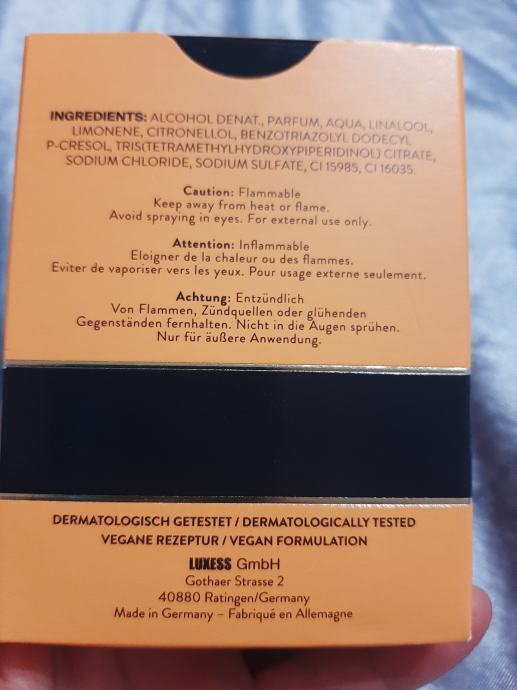 INGREDIENTS: ALCOHOL DENAT., PARFUM, AQUA, LINALOOL,
LIMONENE, CITRONELLOL, BENZOTRIAZOLYL DODECYL
P-CRESOL, TRIS(TETRAMETHYLHYDROXYPIPERIDINOL) CITRATE,
SODIUM CHLORIDE, SODIUM SULFATE, CI 15985, CI 16035.
Caution: Flammable
Keep away from heat or flame.
Avoid spraying in eyes. For external use only.
Attention: Inflammable
Eloigner de la chaleur ou des flammes.
Eviter de vaporiser vers les yeux. Pour usage externe seulement.
Achtung: Entzündlich
Von Flammen, Zündquellen oder glühenden
Gegenständen fernhalten. Nicht in die Augen sprühen.
Nur für äußere Anwendung.
DERMATOLOGISCH GETESTET / DERMATOLOGICALLY TESTED
VEGANE REZEPTUR / VEGAN FORMULATION
LUXESS GmbH
Gothaer Strasse 2
40880 Ratingen/Germany
Made in Germany – Fabriqué en Allemagne